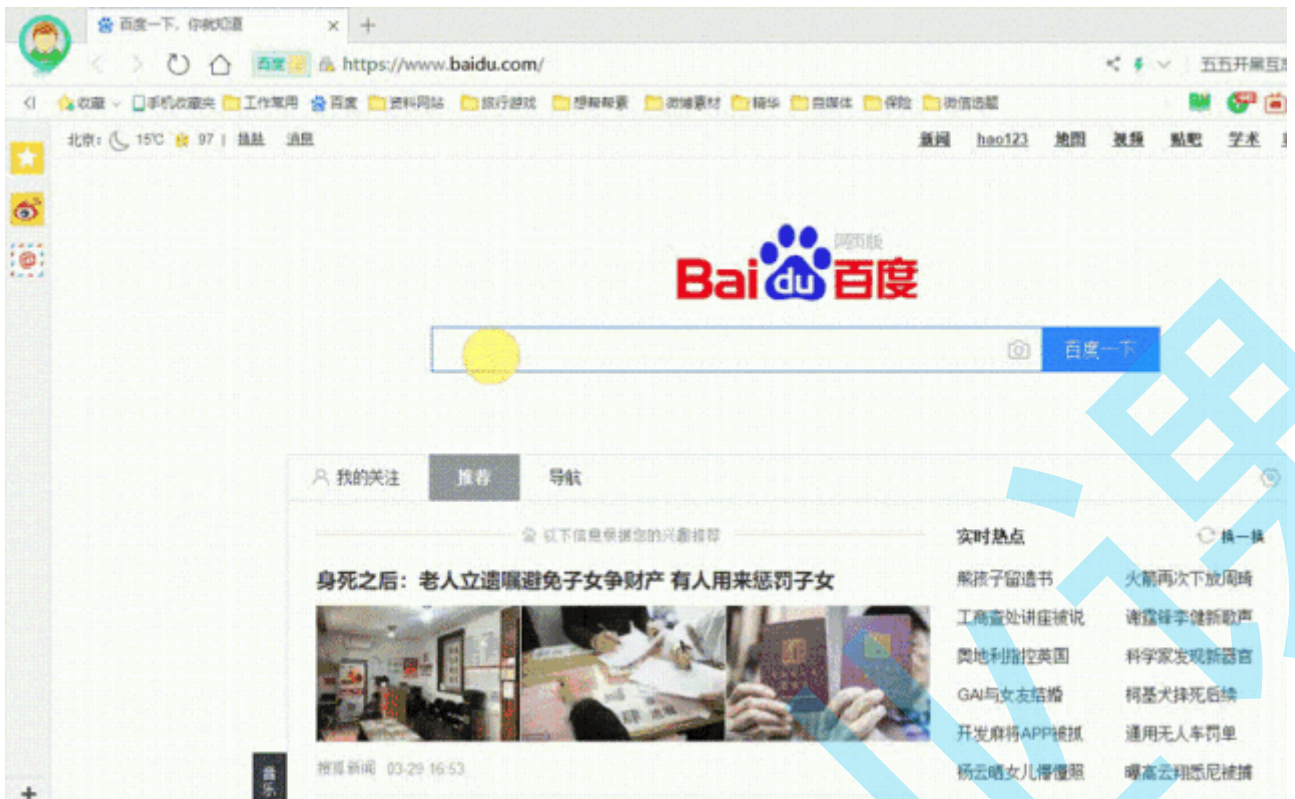 百度一下，你就知道
百度 https://www.baidu.com/ 五五开黑互
收藏 手机收藏夹 工作常用 百度 资料网站 旅行游戏 想帮帮素 微博素材 精华 自媒体 保险 微信选题
北京： 15℃ 97 | 换肤 消息 新闻 hao123 地图 视频 贴吧 学术
网页版
Bai du 百度
百度一下
我的关注 推荐 导航
以下信息根据您的兴趣推荐 实时热点 换一换
身死之后：老人立遗嘱避免子女争财产 有人用来惩罚子女
熊孩子留遗书 火箭再次下放周琦
工商查处讲座被说 谢霆锋李健新歌声
奥地利指控英国 科学家发现新器官
GAI与女友结婚 柯基犬摔死后续
开发麻将APP被抓 通用无人车罚单
搜狐新闻 03-29 16:53 杨云晒女儿懵懂照 曝高云翔悉尼被捕
音乐